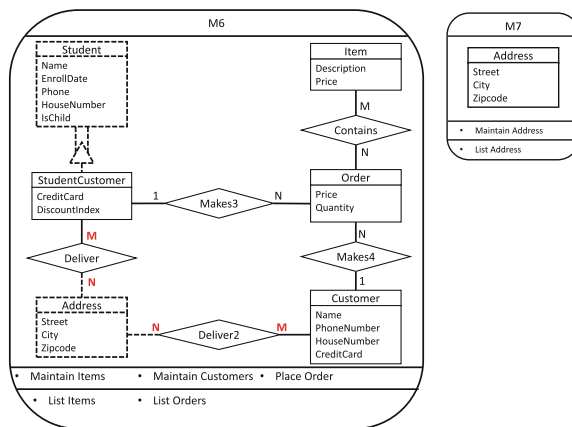 M6
Student
Name
EnrollDate
Phone
HouseNumber
IsChild
Item
Description
Price
M
Contains
N
StudentCustomer
CreditCard
DiscountIndex
1
Makes3
N
Order
Price
Quantity
M
Deliver
N
N
Makes4
1
Address
Street
City
Zipcode
N
Deliver2
M
Customer
Name
PhoneNumber
HouseNumber
CreditCard
• Maintain Items • Maintain Customers • Place Order
• List Items • List Orders
M7
Address
Street
City
Zipcode
• Maintain Address
• List Address